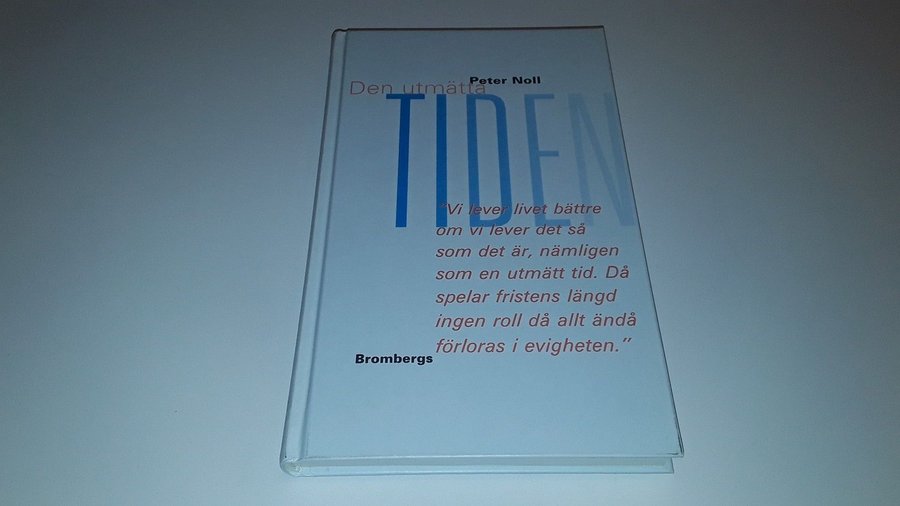 Peter Noll
Den utmätta
TIDEN
"Vi lever livet bättre
om vi lever det så
som det är, nämligen
som en utmätt tid. Då
spelar fristens längd
ingen roll då allt ändå
förloras i evigheten."
Brombergs